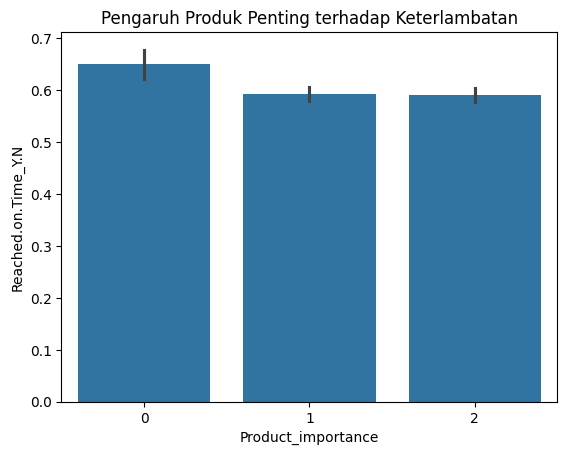 Pengaruh Produk Penting terhadap Keterlambatan
0.7
0.6
0.5
0.4
0.3
0.2
0.1
0.0
Reached.on.Time_Y.N
0 1 2
Product_importance